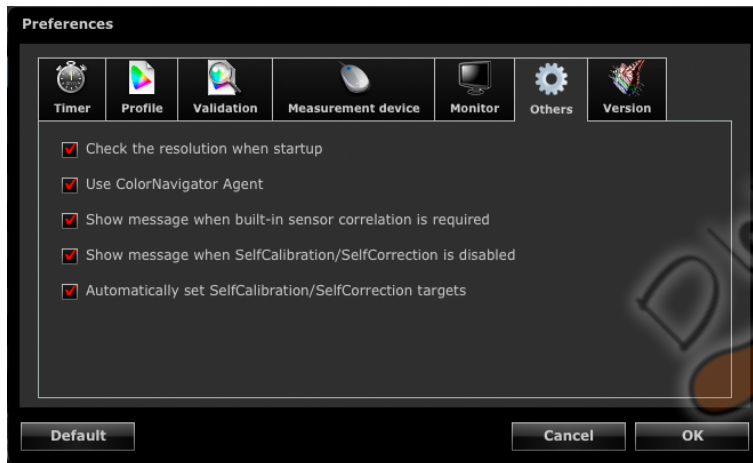 Preferences
Timer
Profile
Validation
Measurement device
Monitor
Others
Version
Check the resolution when startup
Use ColorNavigator Agent
Show message when built-in sensor correlation is required
Show message when SelfCalibration/SelfCorrection is disabled
Automatically set SelfCalibration/SelfCorrection targets
Default
Cancel
OK